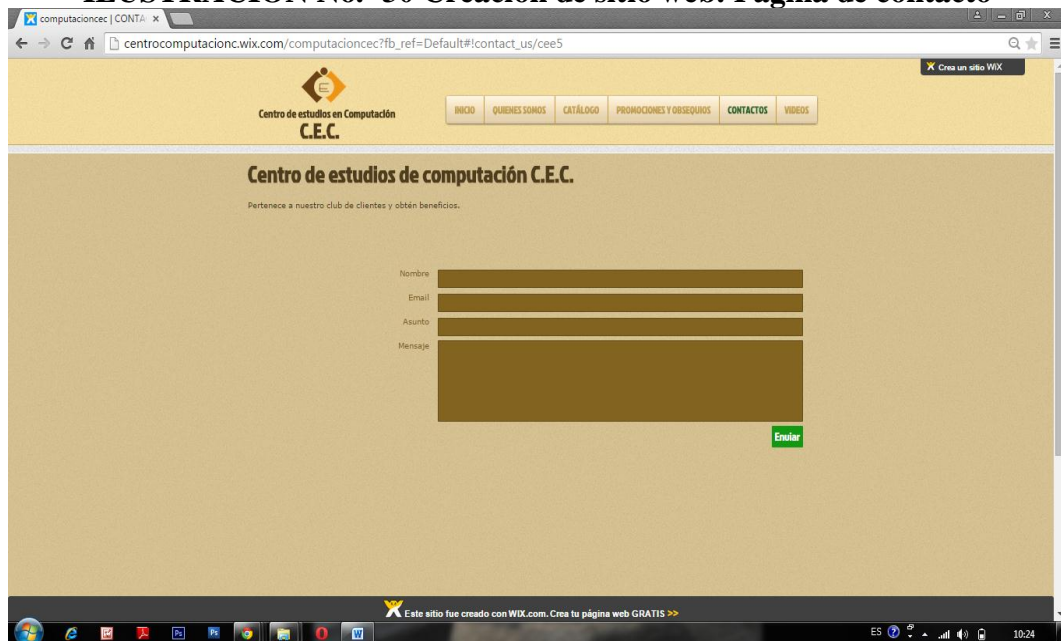 ILUSTRACIÓN No. 30 Creación de sitio web: Página de contacto
computacioncec | CONTA
centrocomputacionc.wix.com/computacioncec?fb_ref=Default#!contact_us/cee5
Crea un sitio WiX
Centro de estudios en Computación
C.E.C.
INICIO QUIENES SOMOS CATÁLOGO PROMOCIONES Y OBSEQUIOS CONTACTOS VIDEOS
Centro de estudios de computación C.E.C.
Pertenece a nuestro club de clientes y obtén beneficios.
Nombre
Email
Asunto
Mensaje
Enviar
Este sitio fue creado con WIX.com. Crea tu página web GRATIS >>
ES 10:24